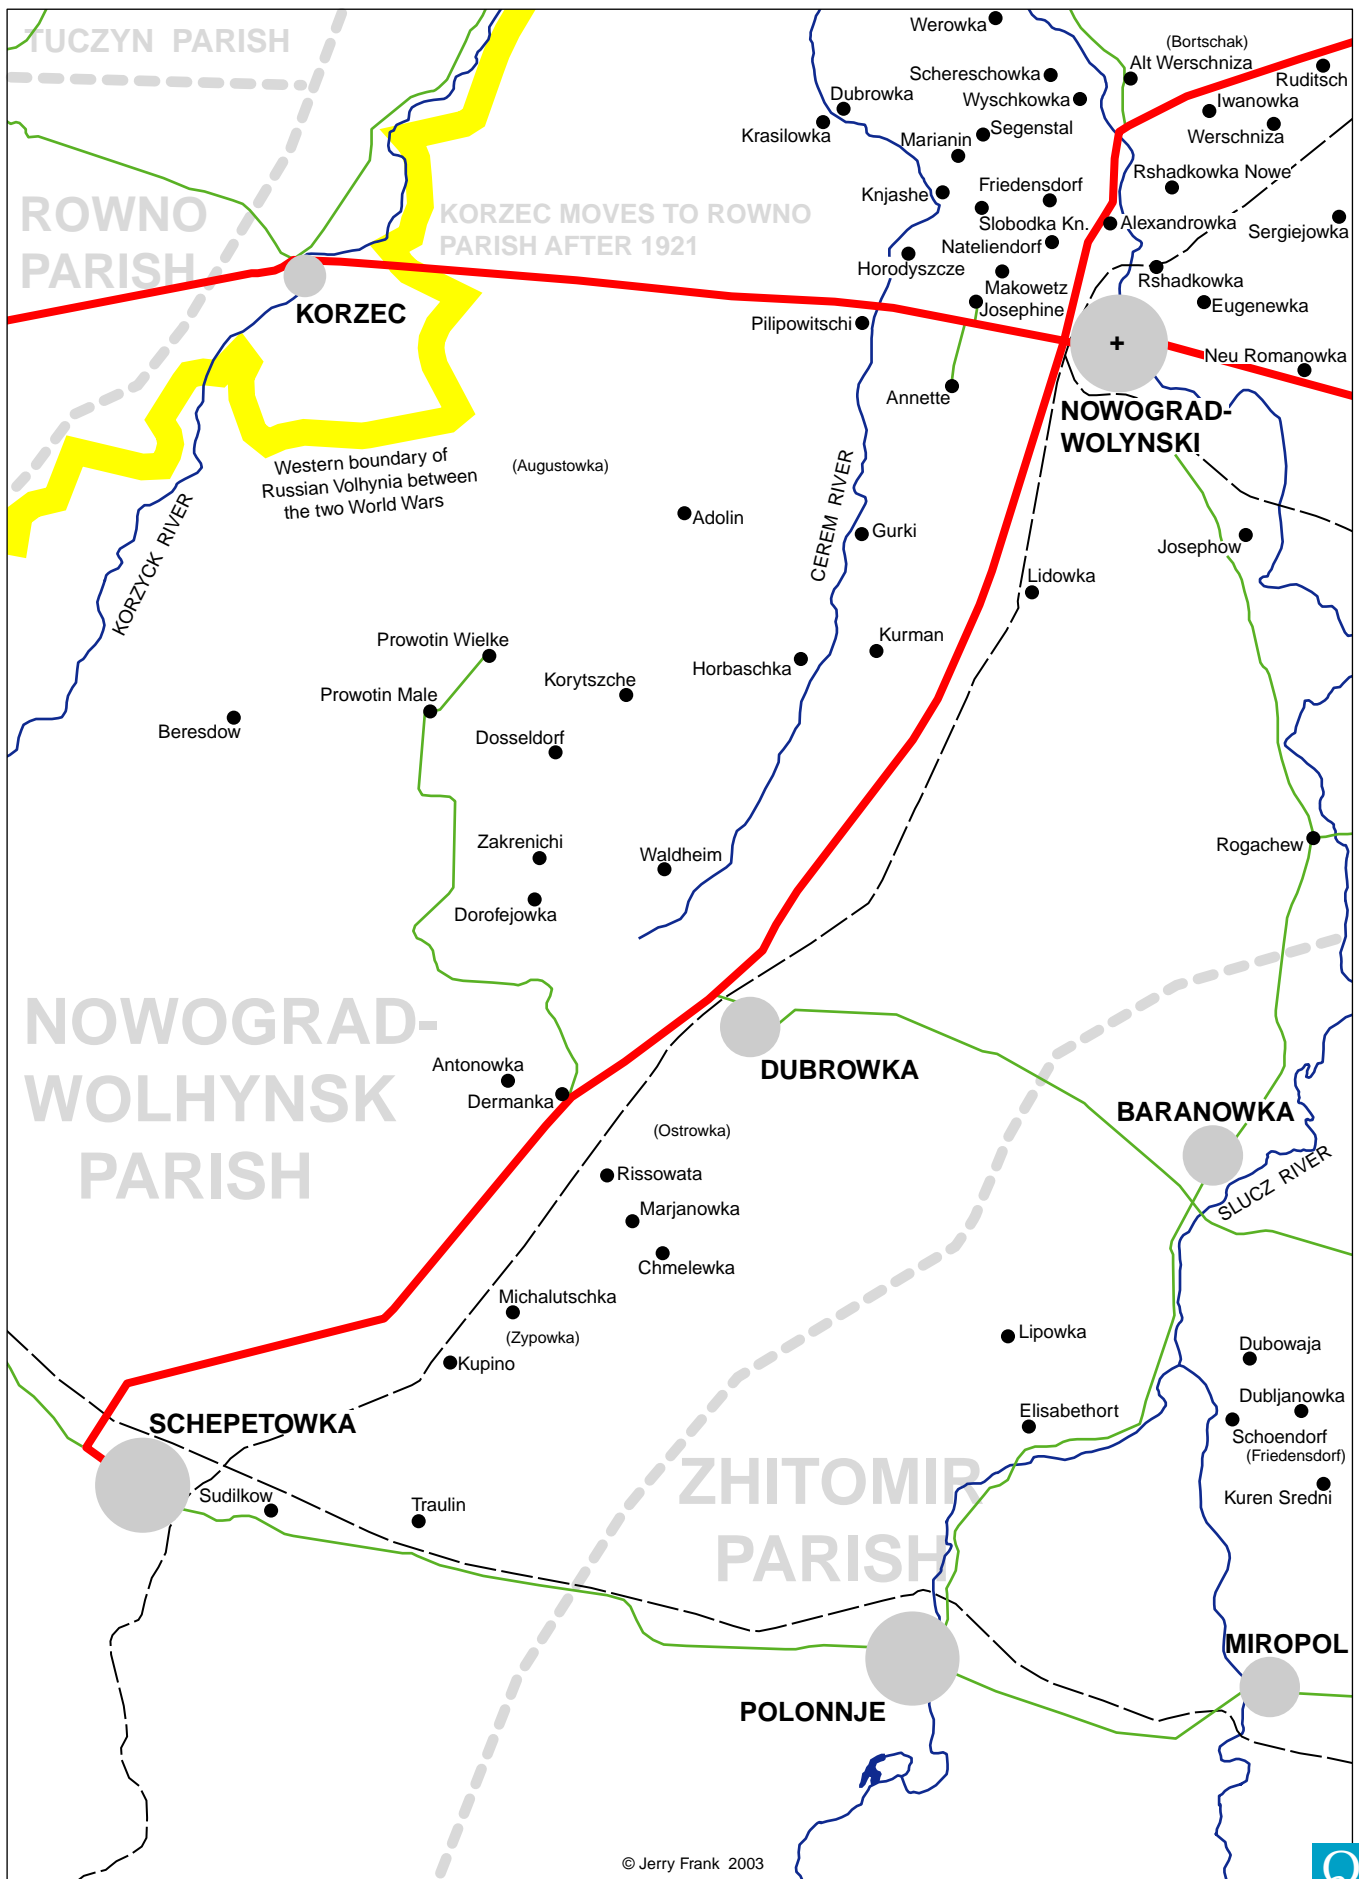 Werowka
TUCZYN PARISH
(Bortschak)
Alt Werschniza
Schereschowka
Ruditsch
Dubrowka
Wyschkowka
Iwanowka
Krasilowka
Segenstal
Marianin
Werschniza
Rshadkowka Nowe
Knjashe
Friedensdorf
ROWNO
PARISH
KORZEC MOVES TO ROWNO
PARISH AFTER 1921
Slobodka Kn.
Alexandrowka
Sergiejowka
Nateliendorf
Horodyszcze
Makowetz
Rshadkowka
Josephine
Eugenewka
KORZEC
Pilipowitschi
+
Neu Romanowka
Annette
NOWOGRAD-
WOLYNSKI
Western boundary of
Russian Volhynia between
the two World Wars
(Augustowka)
CEREM RIVER
KORZYCK RIVER
Adolin
Gurki
Josephow
Lidowka
Prowotin Wielke
Kurman
Horbaschka
Korytszche
Prowotin Male
Beresdow
Dosseldorf
Zakrenichi
Waldheim
Rogachew
Dorofejowka
NOWOGRAD-
WOLHYNSK
PARISH
Antonowka
DUBROWKA
Dermanka
BARANOWKA
(Ostrowka)
SLUCZ RIVER
Rissowata
Marjanowka
Chmelewka
Michalutschka
(Zypowka)
Lipowka
Dubowaja
Kupino
Dubljanowka
SCHEPETOWKA
Elisabethort
Schoendorf
(Friedensdorf)
ZHITOMIR
PARISH
Kuren Sredni
Sudilkow
Traulin
MIROPOL
POLONNJE
© Jerry Frank 2003
Q